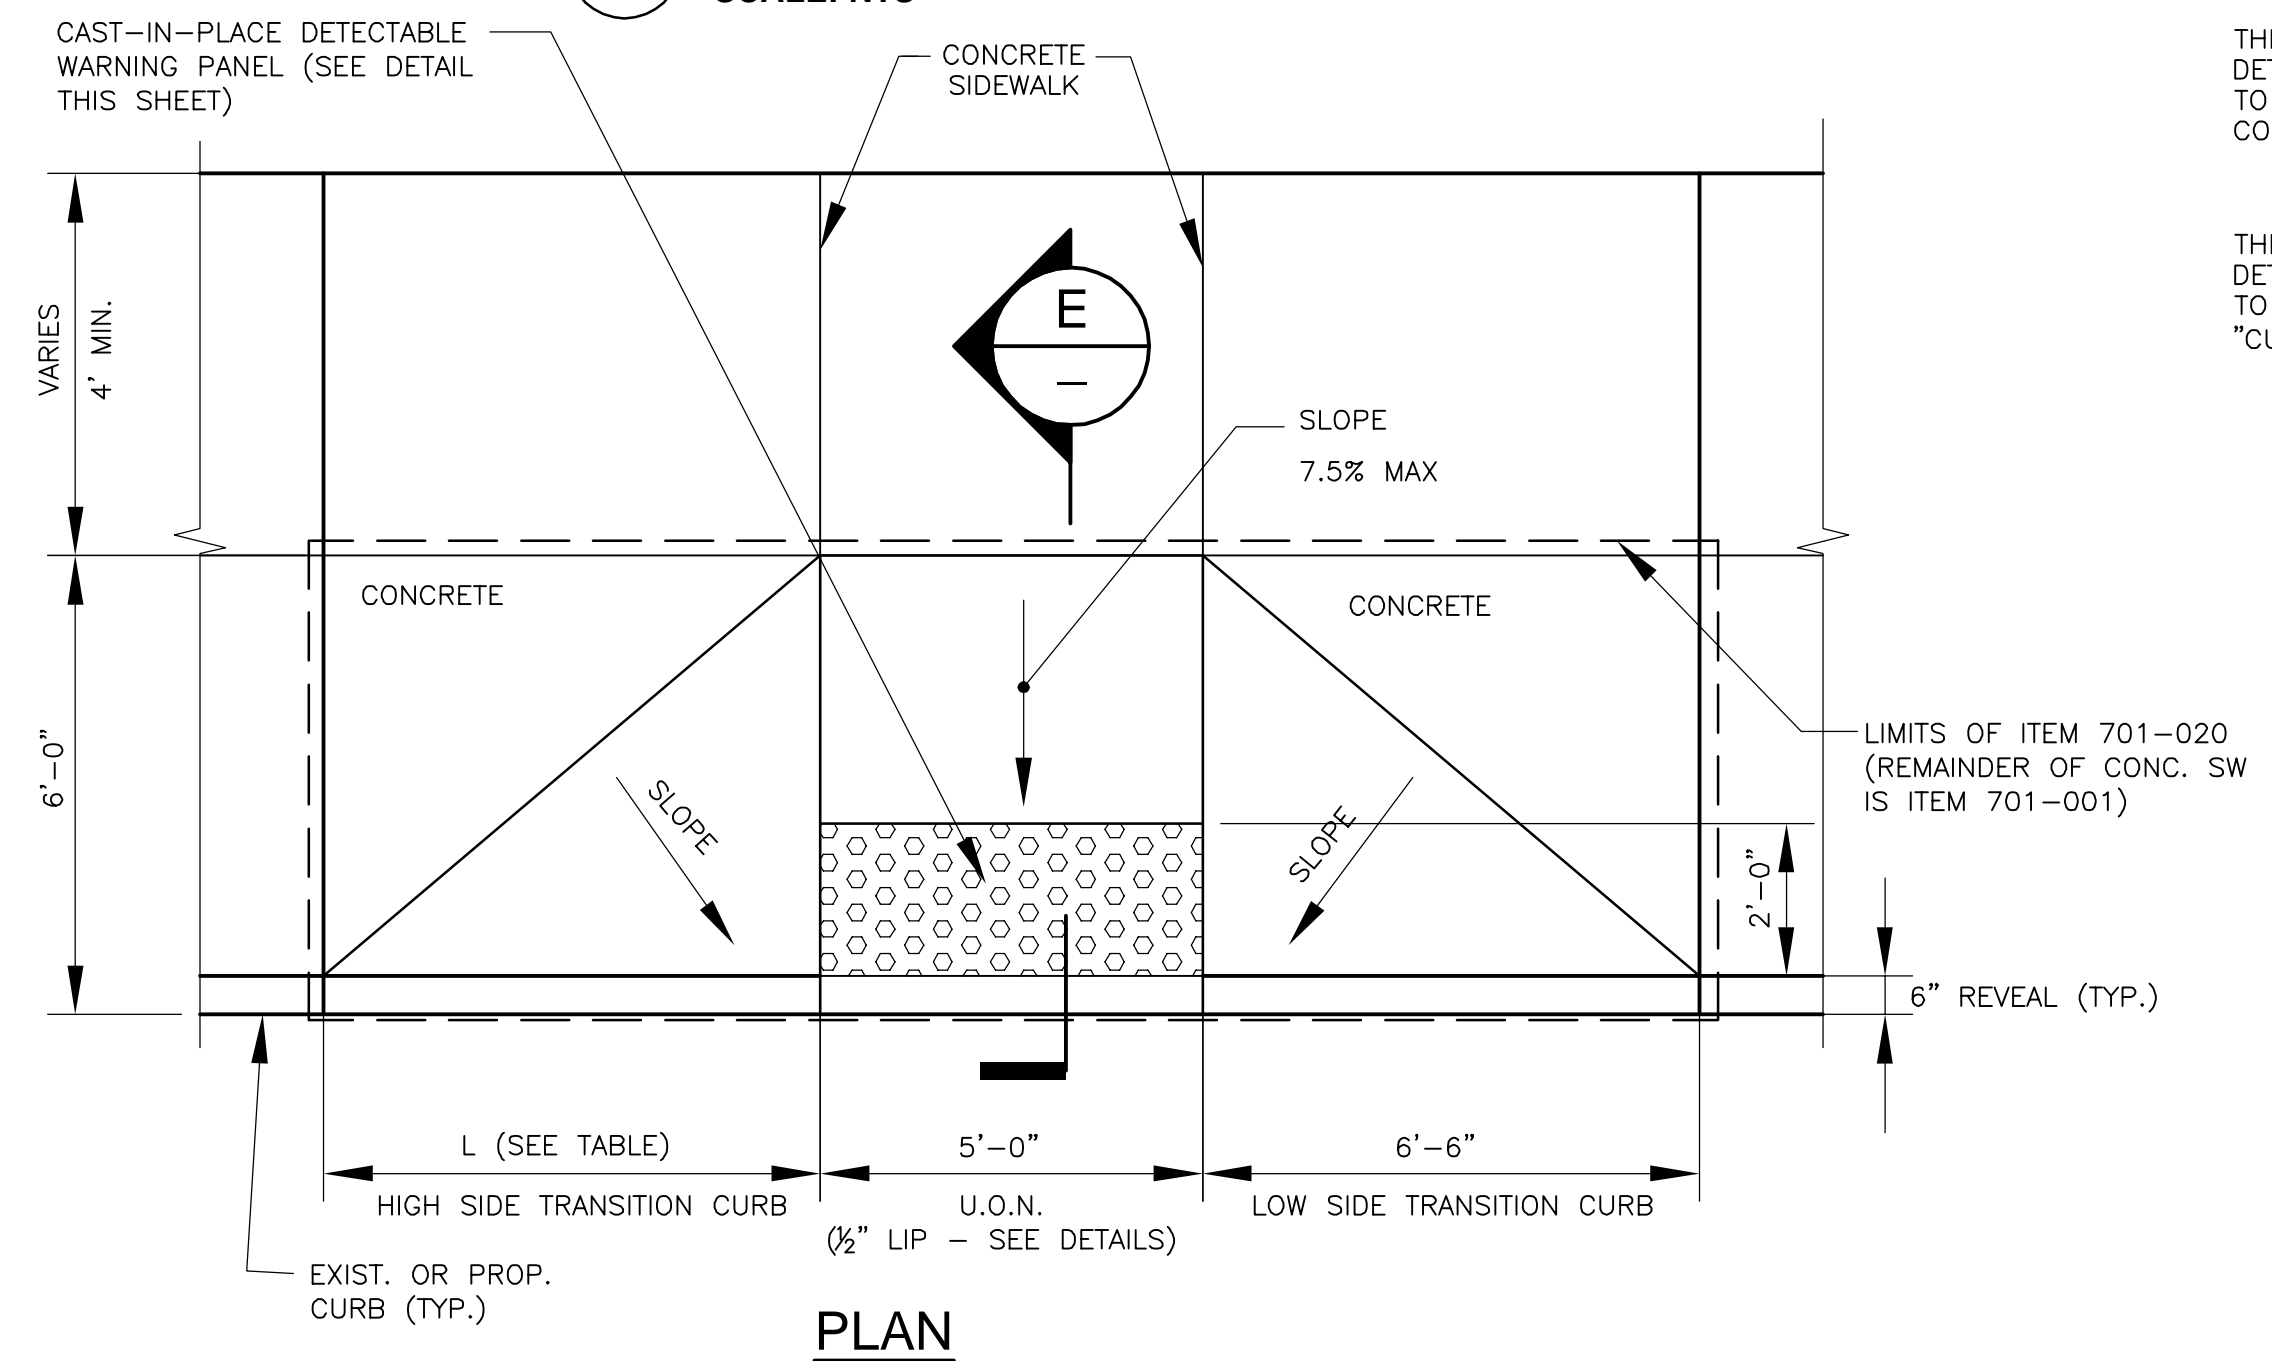 CAST-IN-PLACE DETECTABLE
WARNING PANEL (SEE DETAIL
THIS SHEET)
CONCRETE
SIDEWALK
VARIES
4' MIN.
E
–
SLOPE
7.5% MAX
CONCRETE
CONCRETE
6'-0"
SLOPE
SLOPE
LIMITS OF ITEM 701-020
(REMAINDER OF CONC. SW
IS ITEM 701-001)
2'-0"
6" REVEAL (TYP.)
L (SEE TABLE)
5'-0"
6'-6"
HIGH SIDE TRANSITION CURB
U.O.N.
LOW SIDE TRANSITION CURB
(½" LIP - SEE DETAILS)
EXIST. OR PROP.
CURB (TYP.)
PLAN
TO
TO